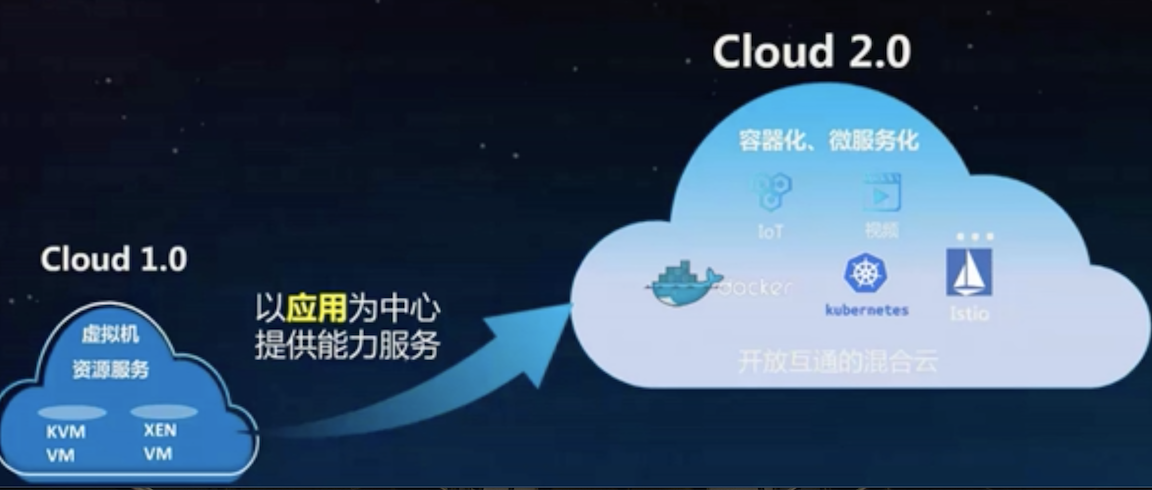 Cloud 2.0
容器化、微服务化
IoT
视频
docker
kubernetes
Istio
开放互通的混合云
Cloud 1.0
虚拟机
资源服务
KVM
VM
XEN
VM
以应用为中心
提供能力服务